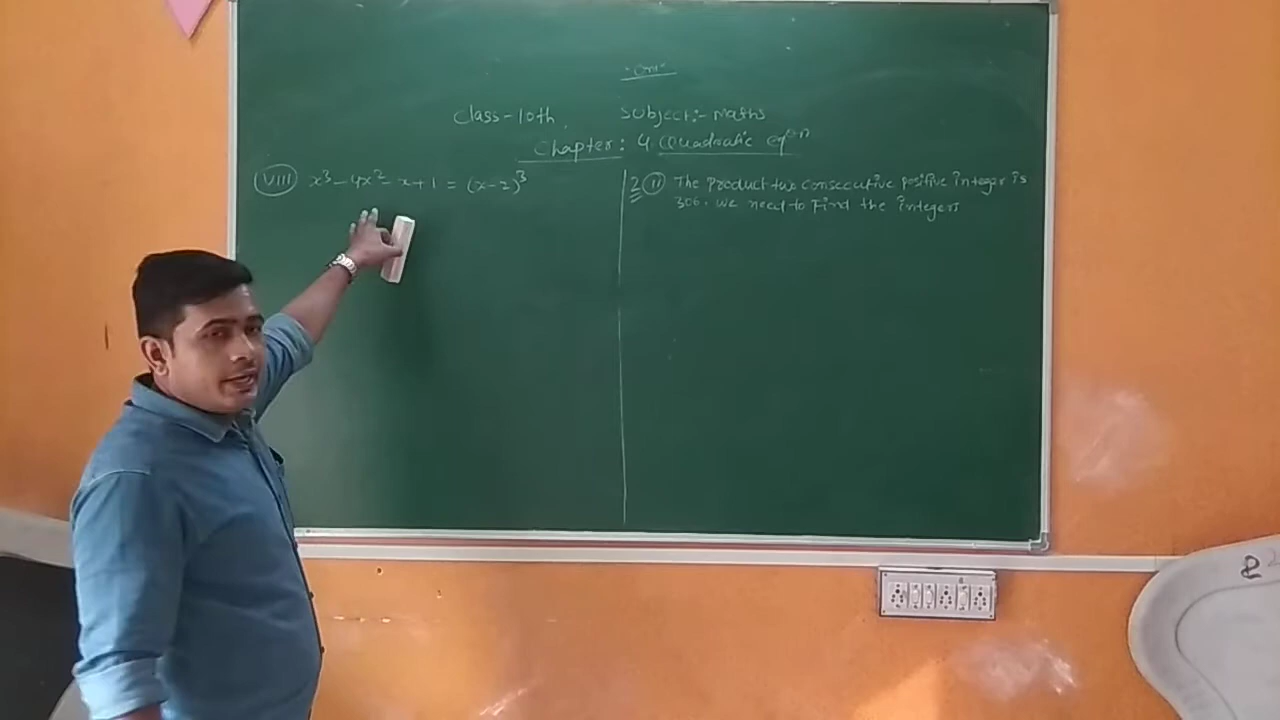 "Om"
Class-10th, Subject:- maths
Chapter: 4. Quadratic eqn
(VIII) x³ - 4x² - x + 1 = (x-2)³
2 (ii) The product two consecutive positive integer is
306. we need to Find the integers